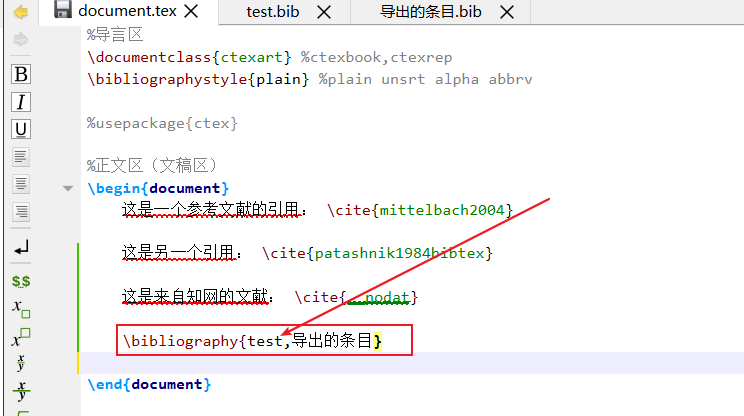 document.tex test.bib 导出的条目.bib
%导言区
\documentclass{ctexart} %ctexbook,ctexrep
\bibliographystyle{plain} %plain unsrt alpha abbrv
%usepackage{ctex}
%正文区（文稿区）
\begin{document}
这是一个参考文献的引用： \cite{mittelbach2004}
这是另一个引用： \cite{patashnik1984bibtex}
这是来自知网的文献： \cite{__nodat}
\bibliography{test,导出的条目}
\end{document}
B
I
U
$$
x
x
x
y
x
y